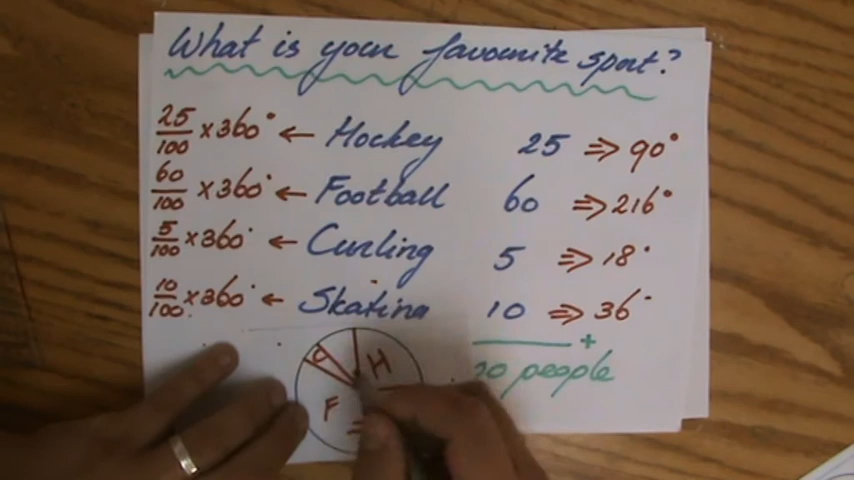 What is your favourite sport?
25/100 × 360° ← Hockey 25 ⇒ 90°
60/100 × 360° ← Football 60 ⇒ 216°
5/100 × 360° ← Curling 5 ⇒ 18°
10/100 × 360° ← Skating 10 ⇒ 36°
+
people
C H
F